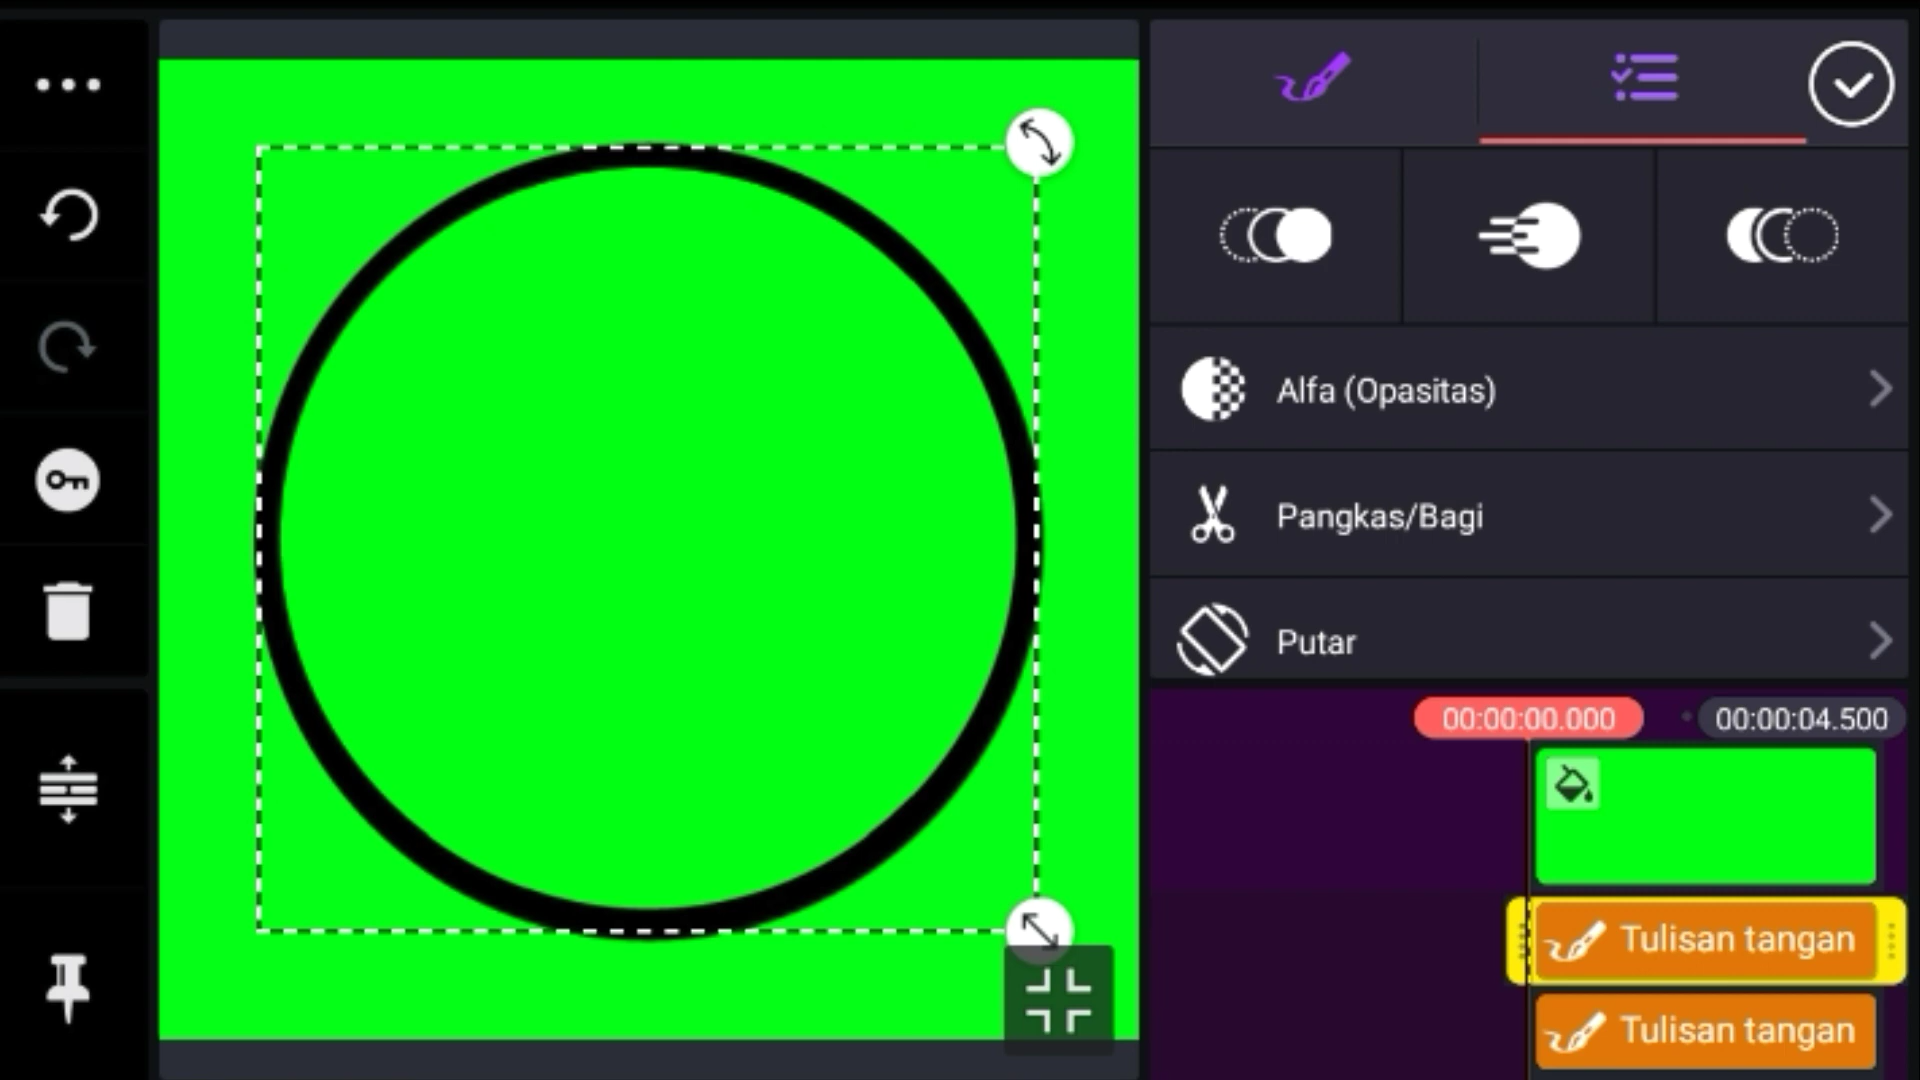 Alfa (Opasitas)
Pangkas/Bagi
Putar
00:00:00.000
00:00:04.500
Tulisan tangan
Tulisan tangan